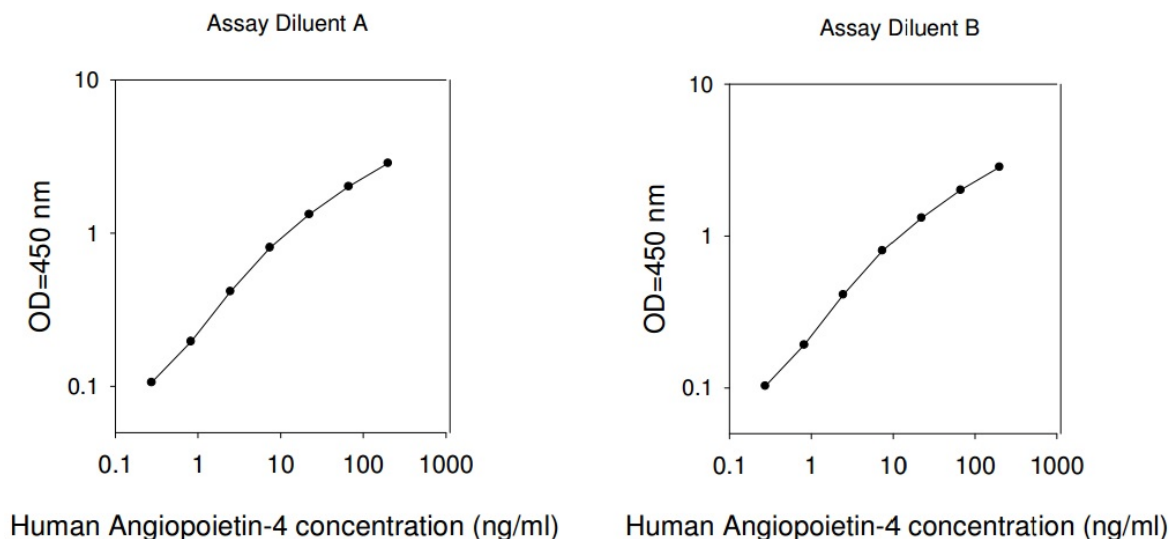 Assay Diluent A
10
1
0.1
OD=450 nm
0.1 1 10 100 1000
Human Angiopoietin-4 concentration (ng/ml)
Assay Diluent B
10
1
0.1
OD=450 nm
0.1 1 10 100 1000
Human Angiopoietin-4 concentration (ng/ml)